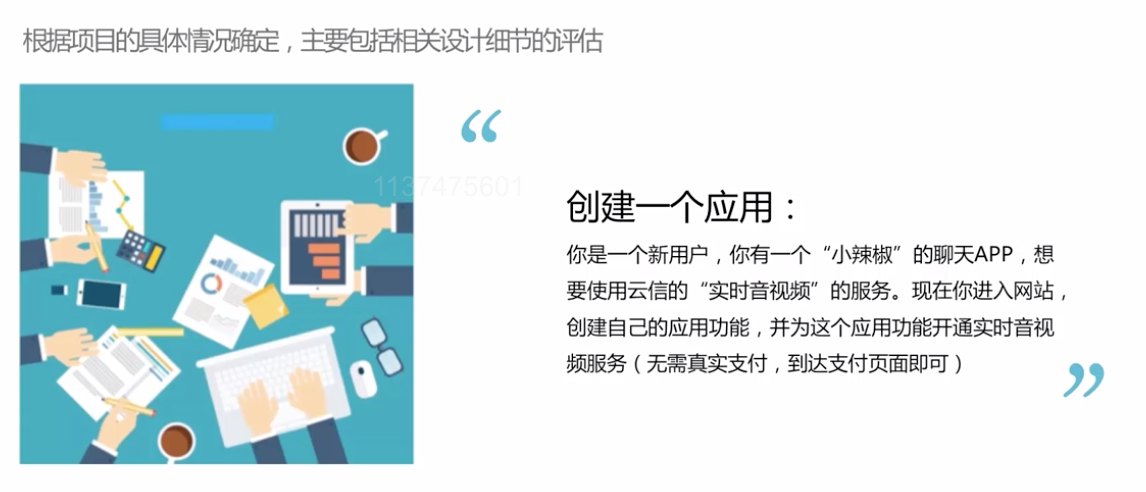 根据项目的具体情况确定，主要包括相关设计细节的评估
“
1137475601
创建一个应用：
你是一个新用户，你有一个“小辣椒”的聊天APP，想
要使用云信的“实时音视频”的服务。现在你进入网站，
创建自己的应用功能，并为这个应用功能开通实时音视
频服务（无需真实支付，到达支付页面即可）
”